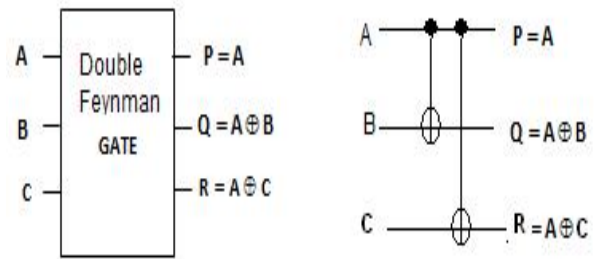 A
Double
Feynman
GATE
P=A
B
Q=A⊕B
C
R=A⊕C
A
P=A
B
Q=A⊕B
C
R=A⊕C